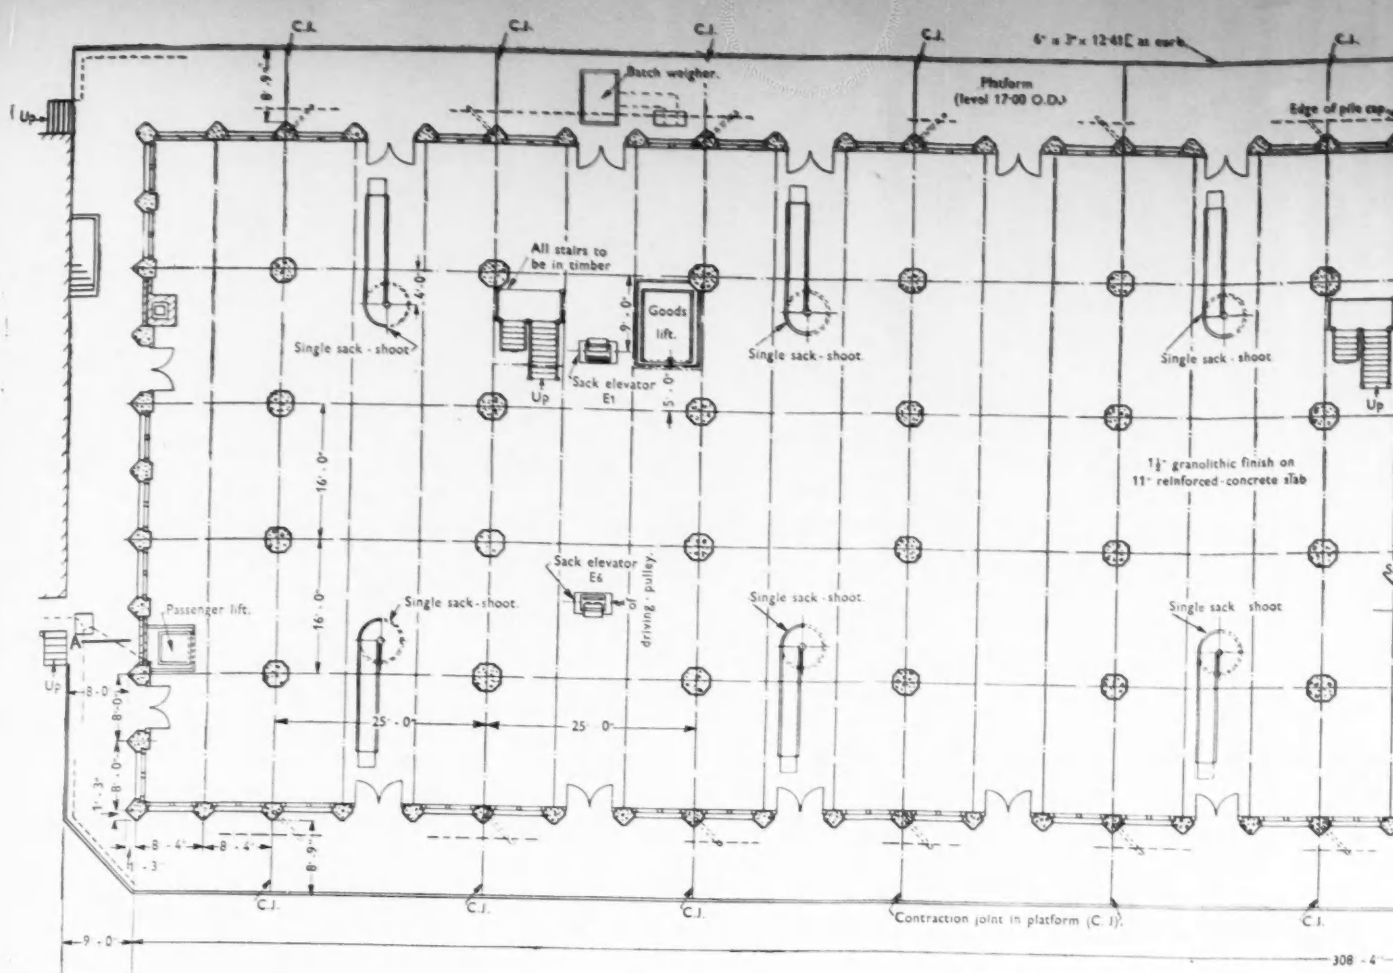 C.J.
C.J.
C.J.
C.J.
6" x 3" x 12·41[ at each
C.J.
8'-9"
Batch weigher.
Platform
(level 17·00 O.D.)
Edge of pile cap
Up
All stairs to
be in timber
4'-0"
9'-0"
Goods
lift.
Single sack-shoot
Single sack-shoot.
Single sack-shoot
Sack elevator
E1
5'-0"
Up
Up
16'-0"
1½" granolithic finish on
11" reinforced-concrete slab
16'-0"
Sack elevator
E6
of
driving-pulley.
Passenger lift.
Single sack-shoot.
Single sack-shoot.
Single sack-shoot
A
Up
8'-0"
8'-0"
25'-0"
25'-0"
8'-0"
1'-3"
8'-4"
8'-4"
8'-9"
1'-3"
C.J.
C.J.
C.J.
Contraction joint in platform (C.J).
C.J.
9'-0"
308'-4"